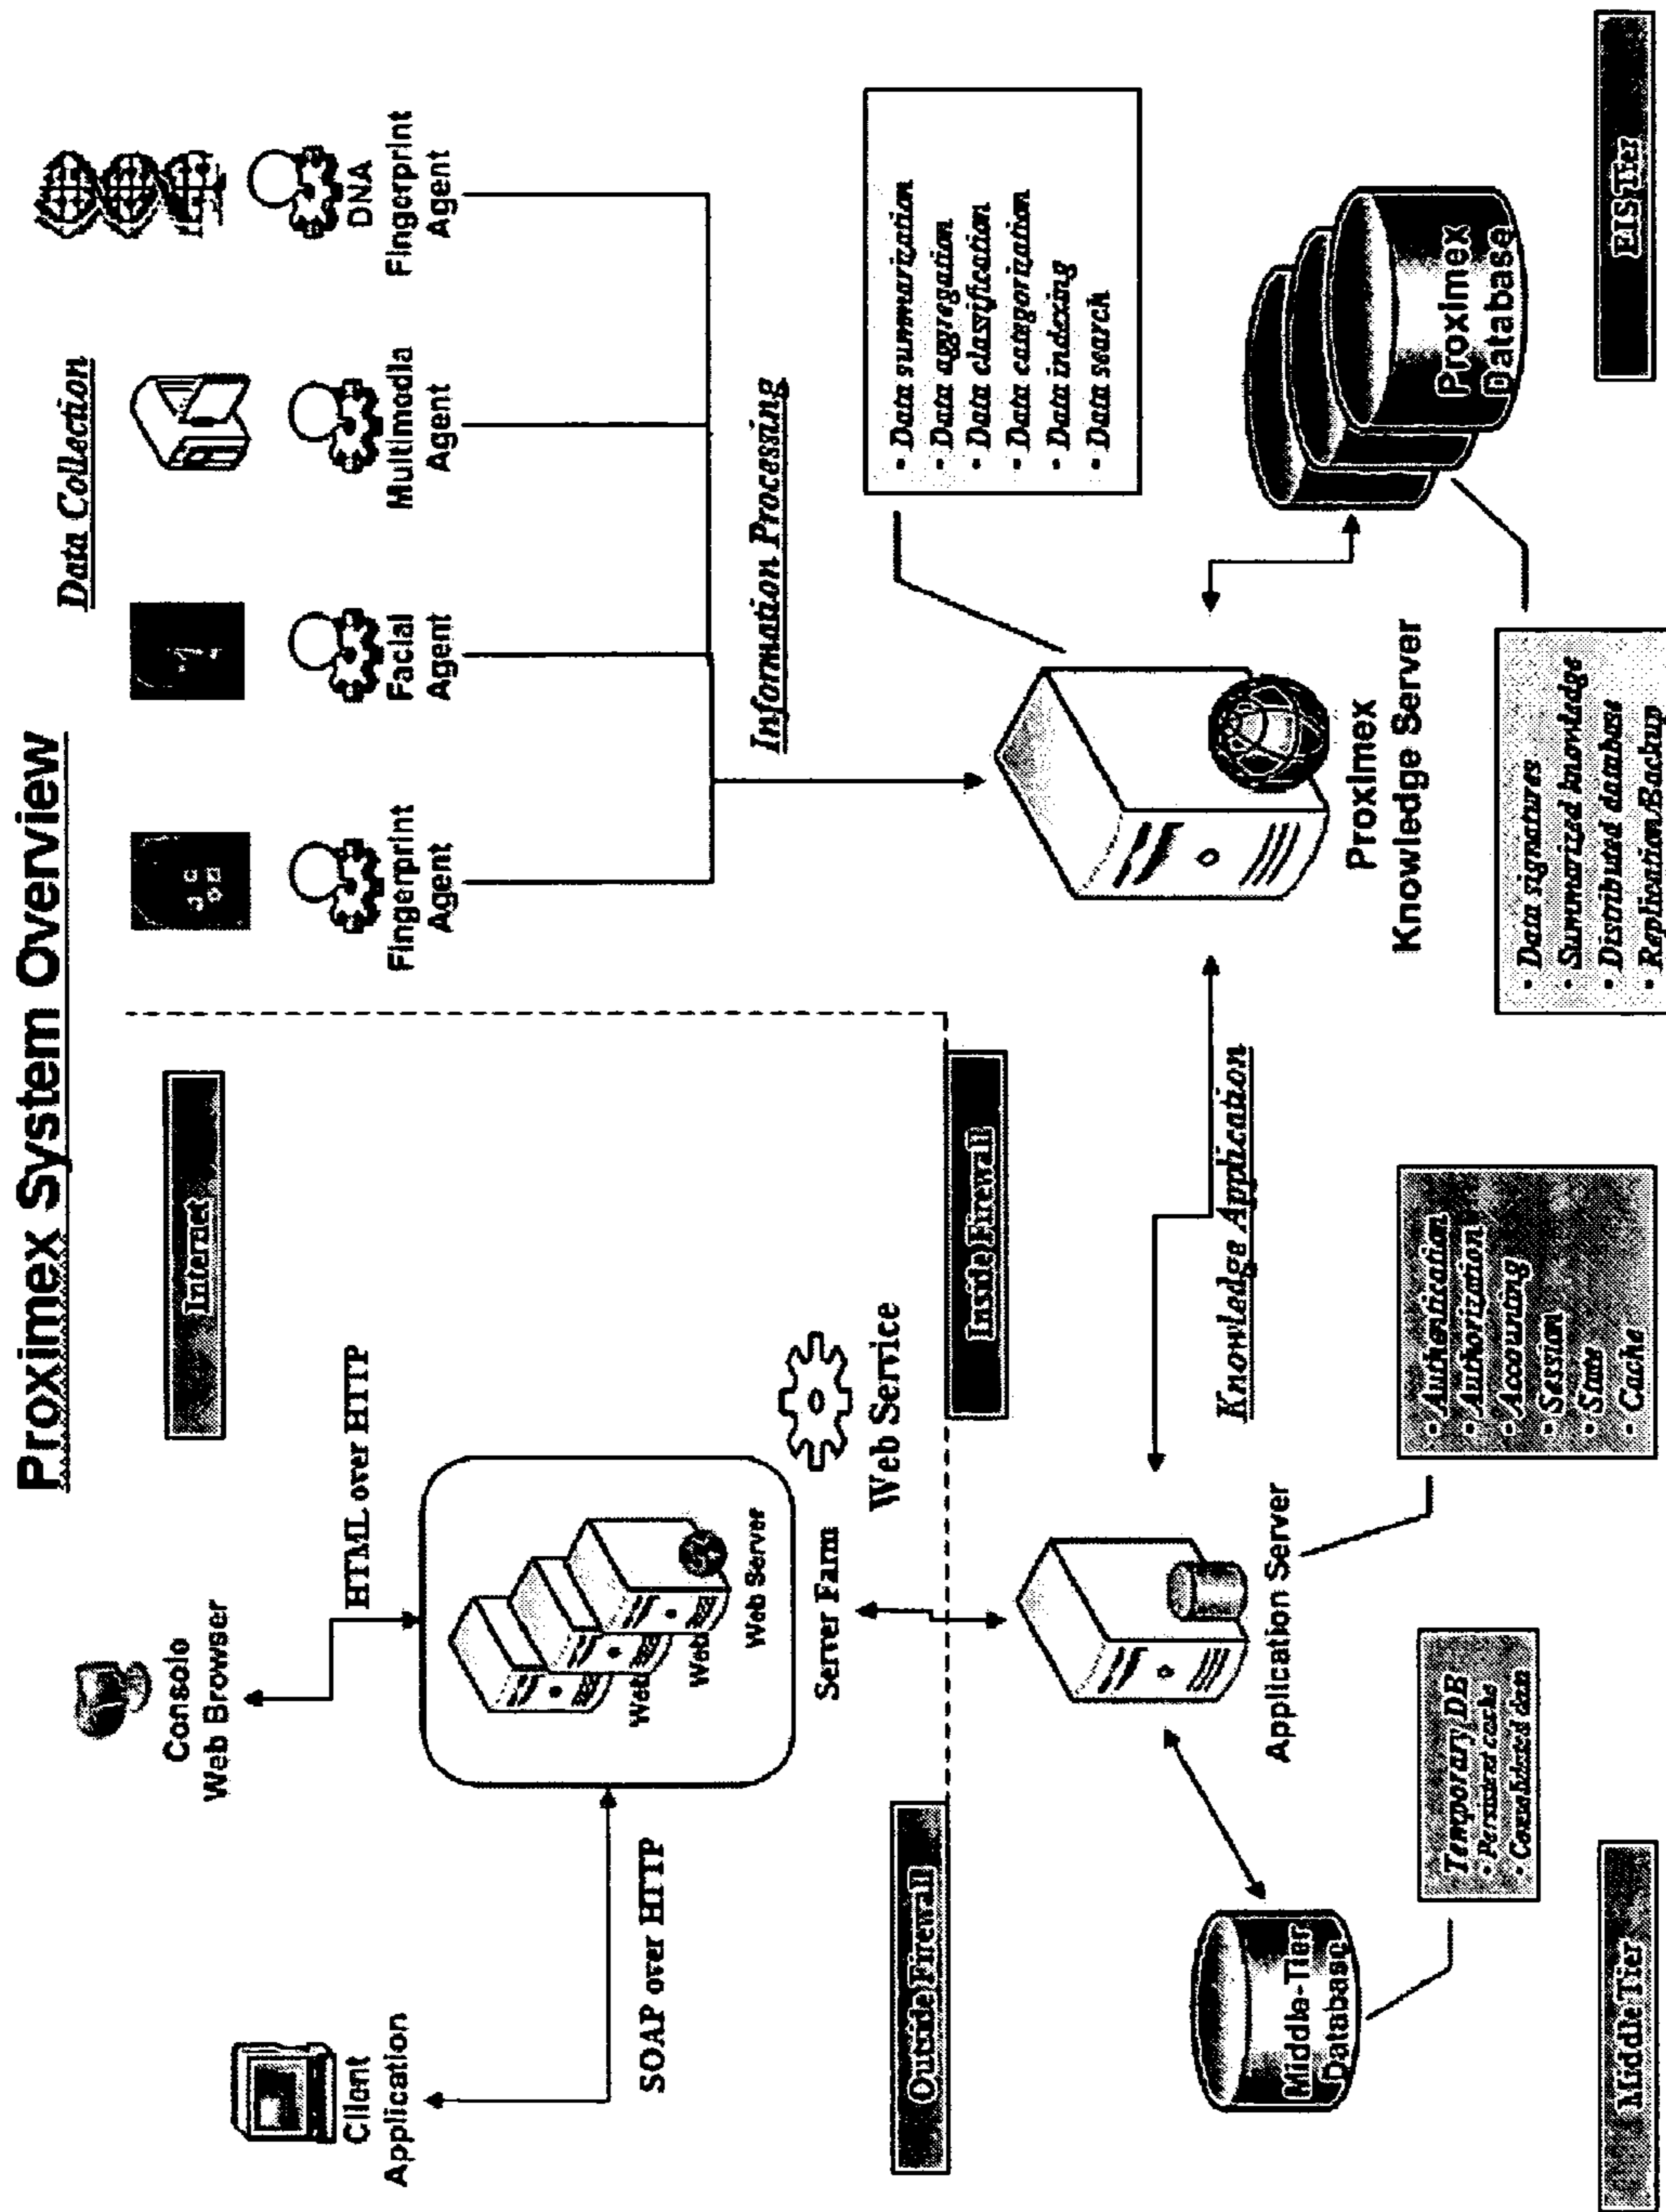 Proximex System Overview
Client
Application
SOAP over HTTP
Console
Web Browser
HTML over HTTP
Internet
Web
Web
Web Server
Server Farm
Web Service
Data Collection
Fingerprint
Agent
Facial
Agent
Multimedia
Agent
DNA
Fingerprint
Agent
Information Processing
Outside Firewall
Inside Firewall
Middle-Tier
Database
Application Server
Knowledge Application
Proximex
Knowledge Server
• Data summarization
• Data aggregation
• Data classification
• Data categorization
• Data indexing
• Data search
Proximex
Database
Temporary DB
• Persistent cache
• Consolidated data
• Authentication
• Authorization
• Accounting
• Session
• State
• Cache
• Data signatures
• Summarized knowledge
• Distributed database
• Replication/Backup
Middle Tier
EIS Tier